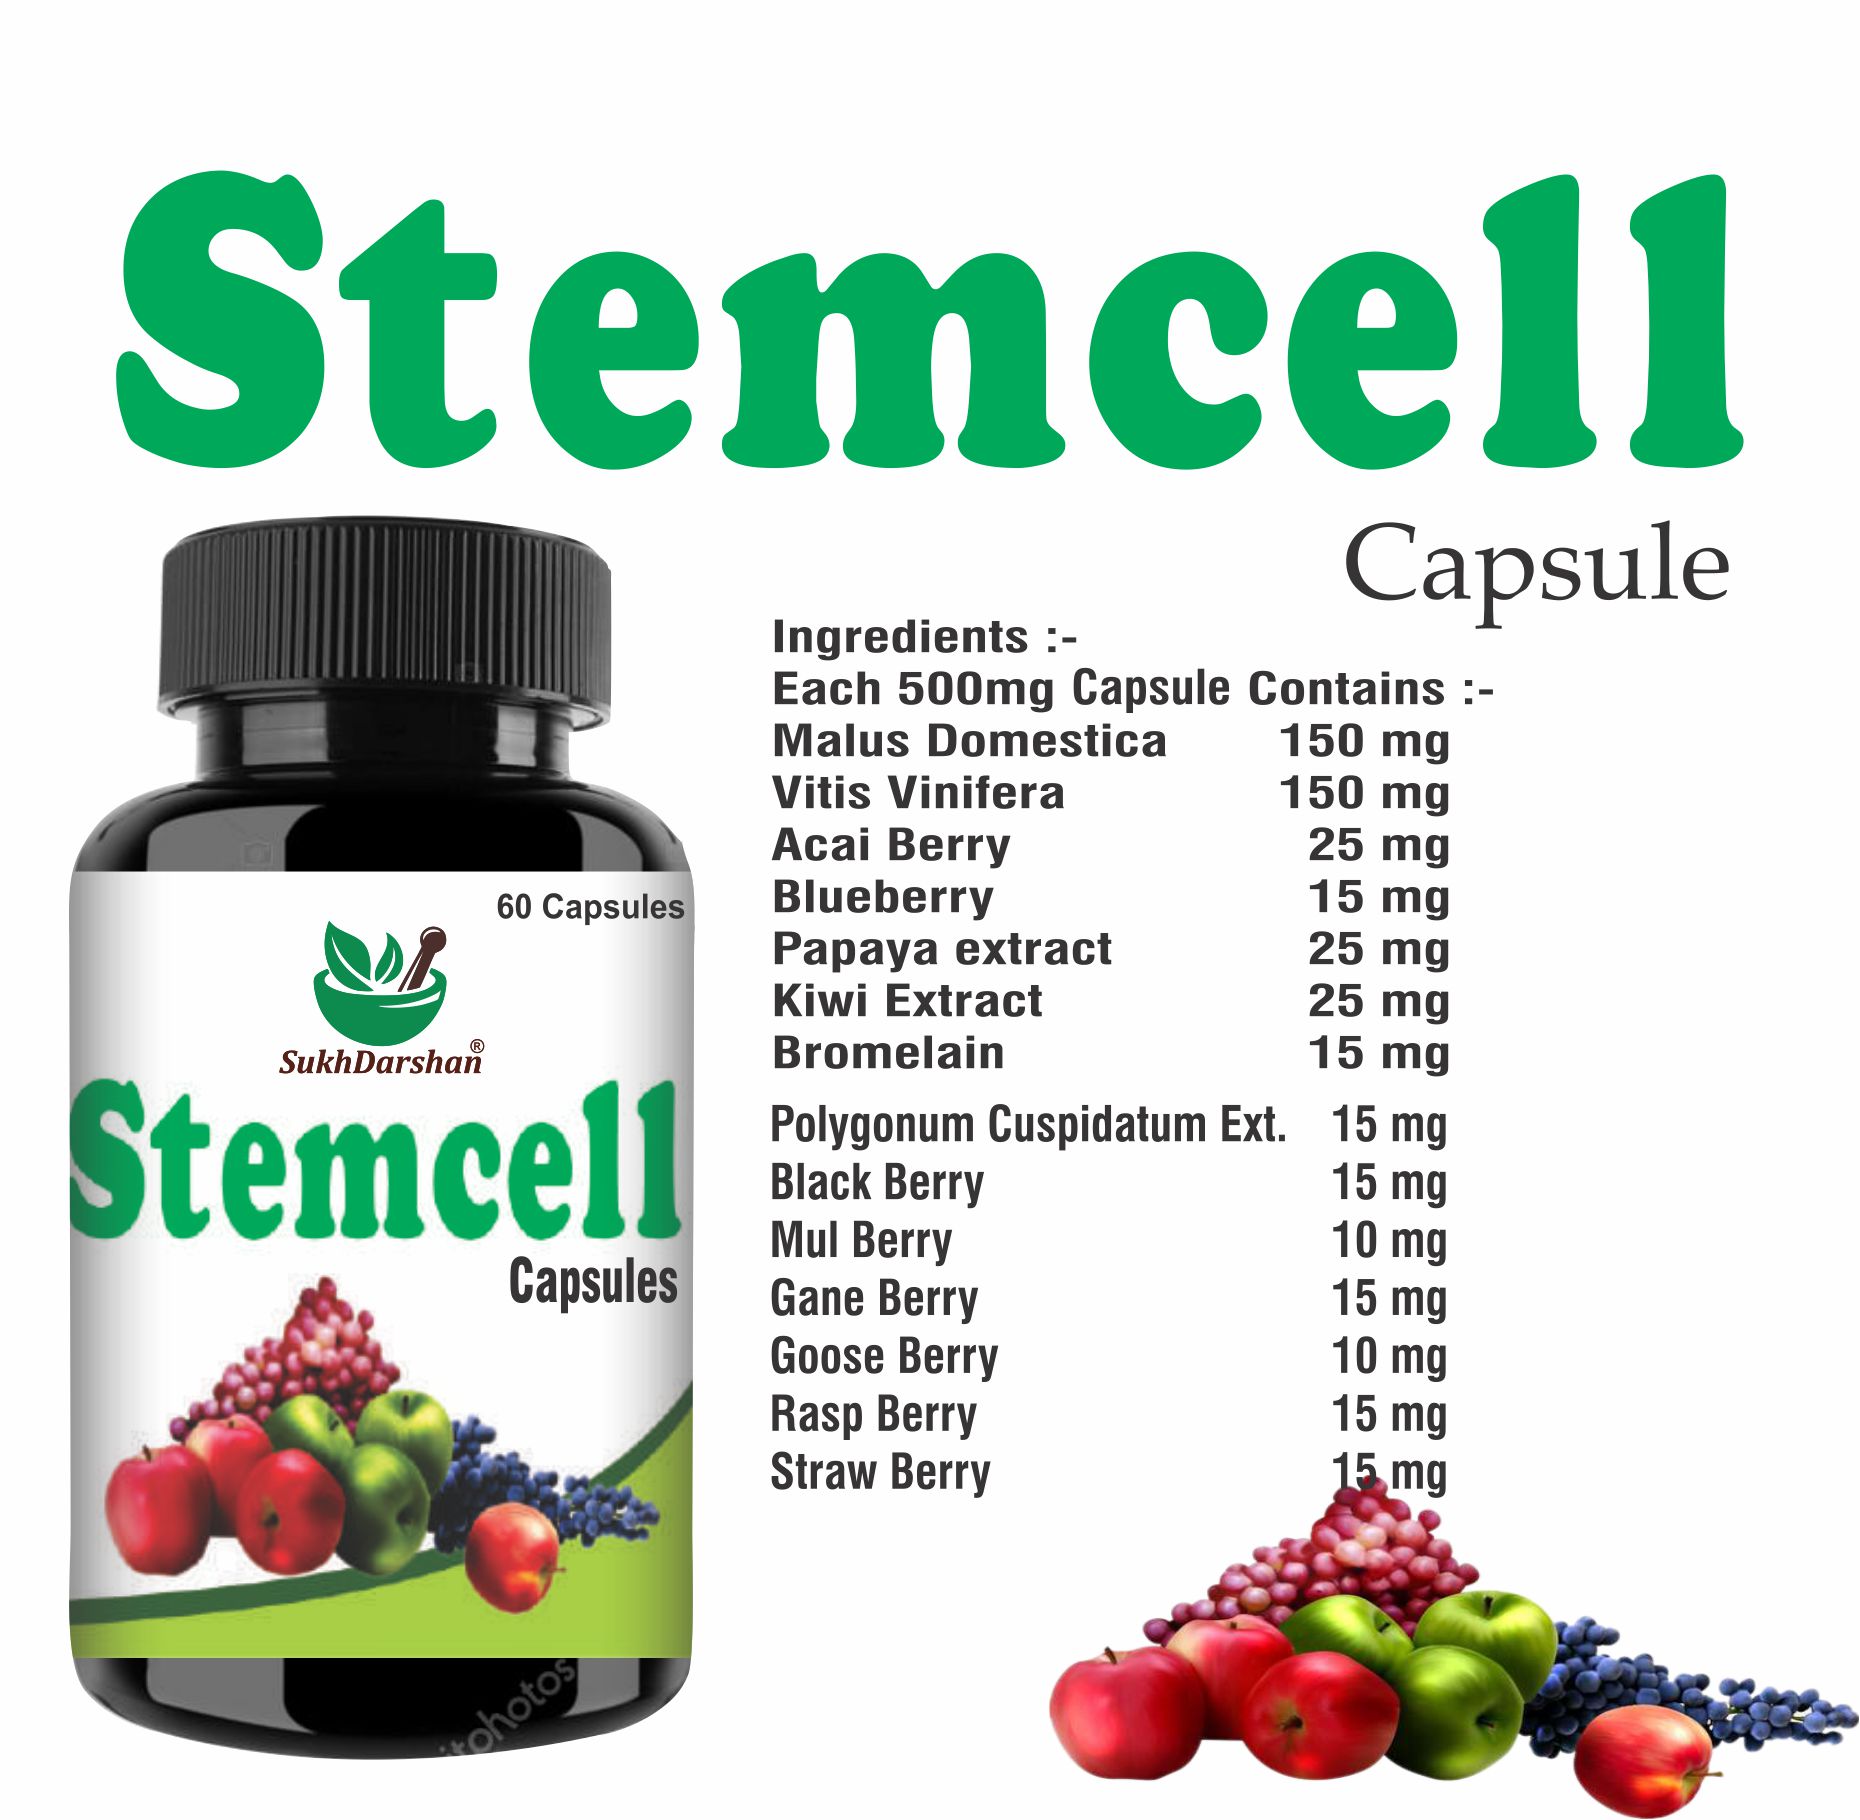 Stemcell
Capsule
Ingredients :-
Each 500mg Capsule Contains :-
Malus Domestica 150 mg
Vitis Vinifera 150 mg
Acai Berry 25 mg
Blueberry 15 mg
Papaya extract 25 mg
Kiwi Extract 25 mg
Bromelain 15 mg
Polygonum Cuspidatum Ext. 15 mg
Black Berry 15 mg
Mul Berry 10 mg
Gane Berry 15 mg
Goose Berry 10 mg
Rasp Berry 15 mg
Straw Berry 15 mg
60 Capsules
SukhDarshan®
Stemcell
Capsules
itphotos